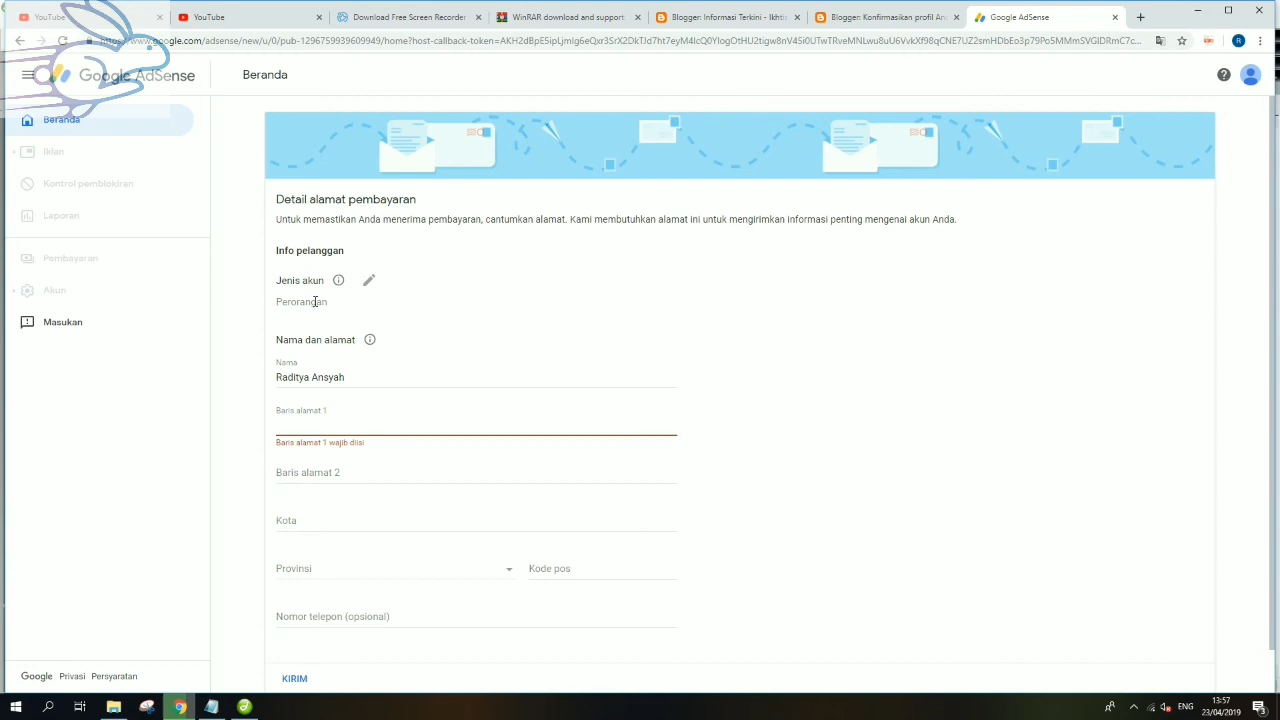 YouTube
YouTube
Download Free Screen Recorder
WinRAR download and support
Blogger: Informasi Terkini - Ikhti
Blogger: Konfirmasikan profil An
Google AdSense
Google AdSense
Beranda
Beranda
Iklan
Kontrol pemblokiran
Laporan
Pembayaran
Akun
Masukan
Detail alamat pembayaran
Untuk memastikan Anda menerima pembayaran, cantumkan alamat. Kami membutuhkan alamat ini untuk mengirimkan informasi penting mengenai akun Anda.
Info pelanggan
Jenis akun
Perorangan
Nama dan alamat
Nama
Raditya Ansyah
Baris alamat 1
Baris alamat 1 wajib diisi
Baris alamat 2
Kota
Provinsi
Kode pos
Nomor telepon (opsional)
KIRIM
Google Privasi Persyaratan
ENG
13:57
23/04/2019